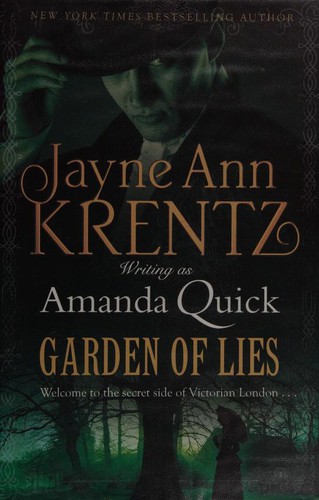 NEW YORK TIMES BESTSELLING AUTHOR
Jayne Ann
KRENTZ
Writing as
Amanda Quick
GARDEN OF LIES
Welcome to the secret side of Victorian London . . .